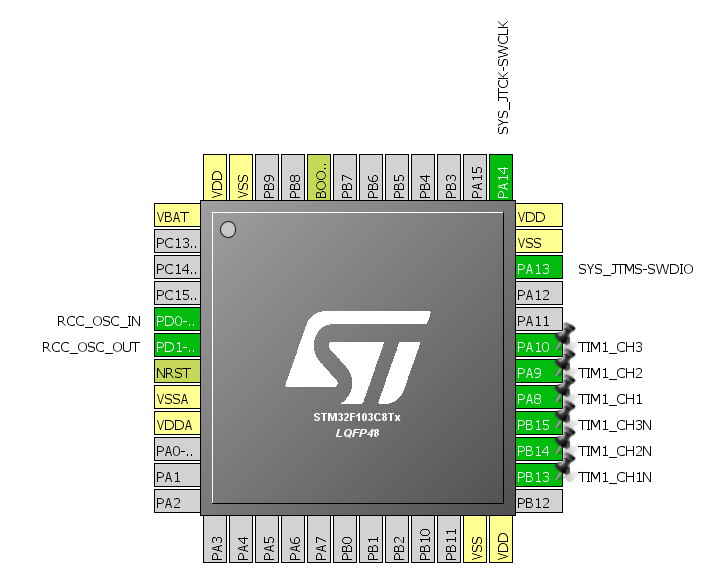 SYS_JTCK-SWCLK
VDD
VSS
PB9
PB8
BOO..
PB7
PB6
PB5
PB4
PB3
PA15
PA14
VBAT
VDD
PC13..
VSS
PC14..
PA13 SYS_JTMS-SWDIO
PC15..
PA12
RCC_OSC_IN PD0-..
PA11
RCC_OSC_OUT PD1-..
PA10 TIM1_CH3
NRST
PA9 TIM1_CH2
VSSA
PA8 TIM1_CH1
VDDA
PB15 TIM1_CH3N
PA0-..
PB14 TIM1_CH2N
PA1
PB13 TIM1_CH1N
PA2
PB12
ST
STM32F103C8Tx
LQFP48
PA3
PA4
PA5
PA6
PA7
PB0
PB1
PB2
PB10
PB11
VSS
VDD